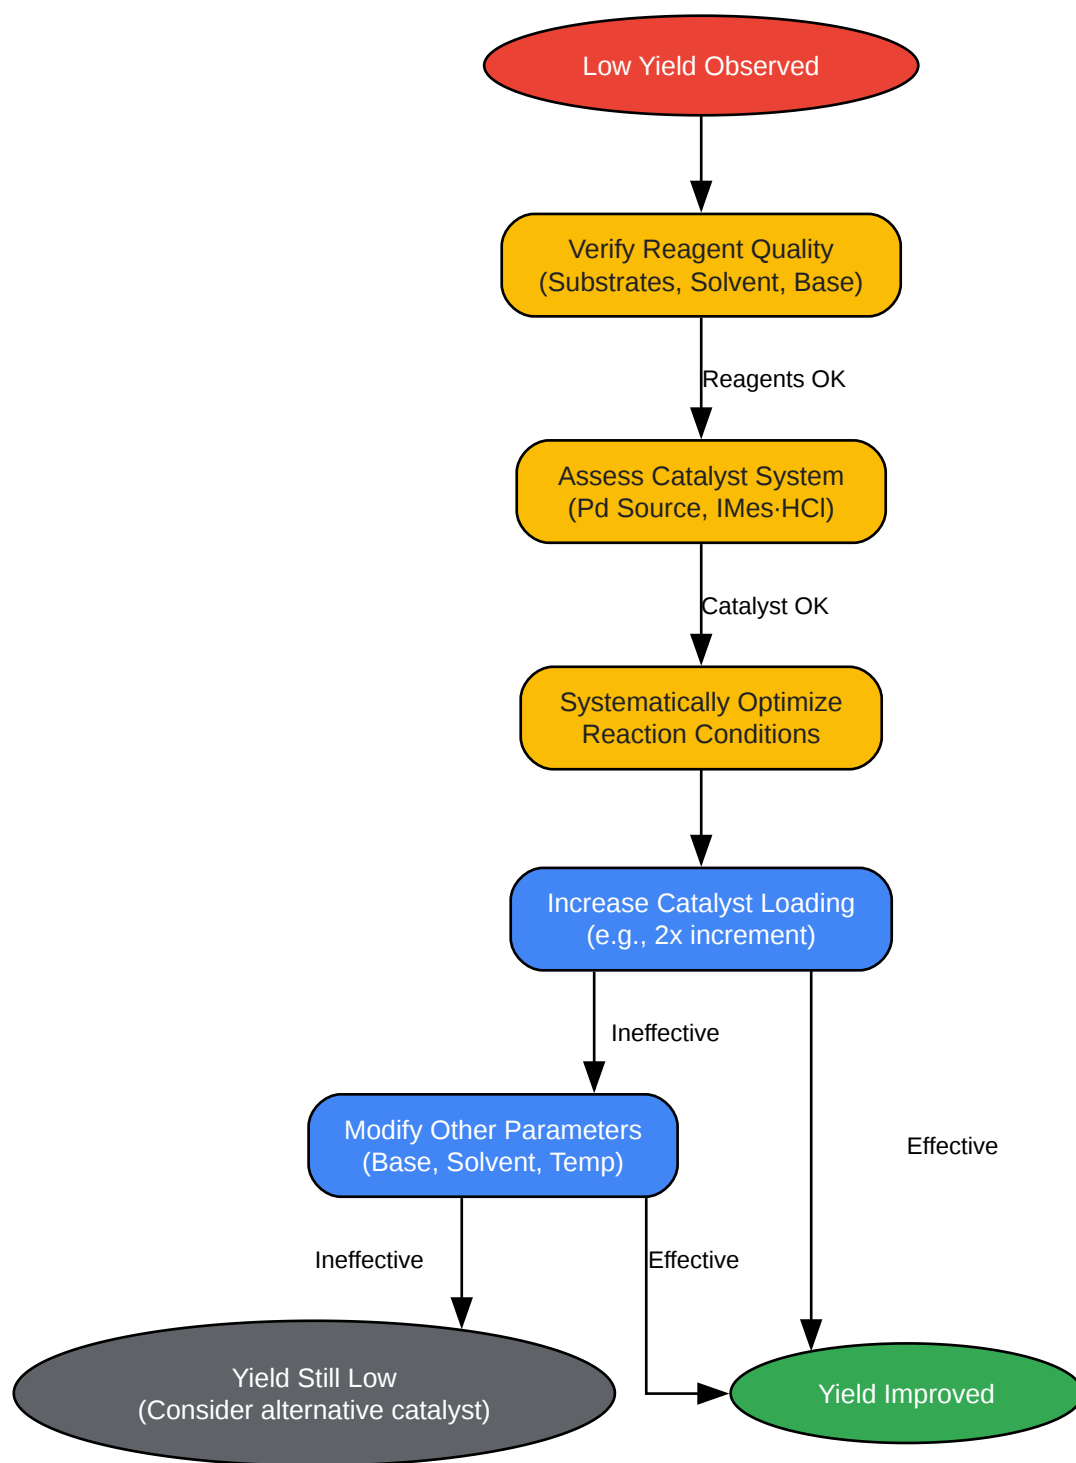 Low Yield Observed
Verify Reagent Quality
(Substrates, Solvent, Base)
Reagents OK
Assess Catalyst System
(Pd Source, IMes·HCl)
Catalyst OK
Systematically Optimize
Reaction Conditions
Increase Catalyst Loading
(e.g., 2x increment)
Ineffective
Modify Other Parameters
(Base, Solvent, Temp)
Effective
Ineffective
Effective
Yield Still Low
(Consider alternative catalyst)
Yield Improved